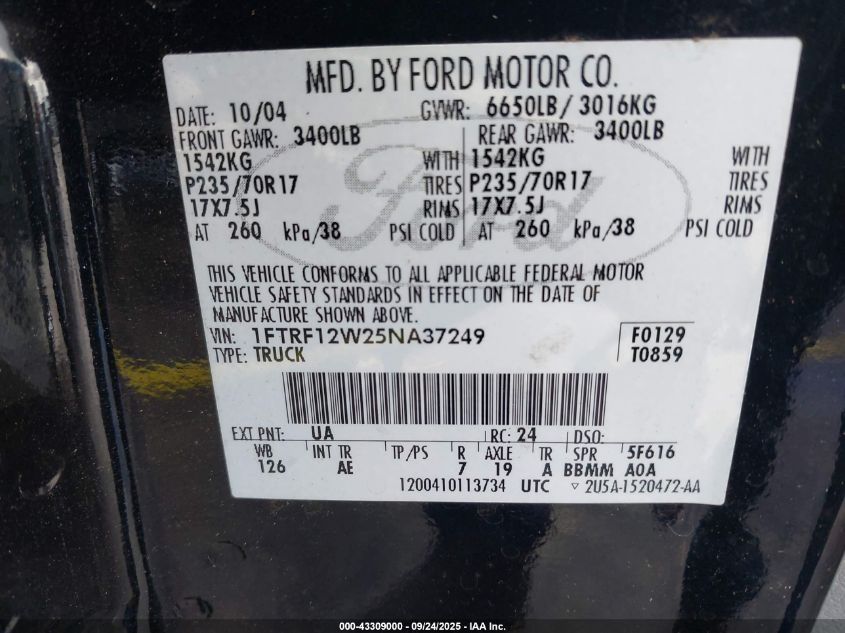 MFD. BY FORD MOTOR CO.
DATE: 10/04 GVWR: 6650LB/ 3016KG
FRONT GAWR: 3400LB REAR GAWR: 3400LB
1542KG WITH 1542KG WITH
P235/70R17 TIRES P235/70R17 TIRES
17X7.5J RIMS 17X7.5J RIMS
AT 260 kPa/38 PSI COLD AT 260 kPa/38 PSI COLD
Ford
THIS VEHICLE CONFORMS TO ALL APPLICABLE FEDERAL MOTOR
VEHICLE SAFETY STANDARDS IN EFFECT ON THE DATE OF
MANUFACTURE SHOWN ABOVE.
VIN: 1FTRF12W25NA37249 F0129
TYPE: TRUCK T0859
EXT PNT: UA RC: 24 DSO:
WB INT TR TP/PS R AXLE TR SPR 5F616
126 AE 7 19 A BBMM A0A
1200410113734 UTC ▽ 2U5A-1520472-AA
000-43309000 - 09/24/2025 - IAA Inc.